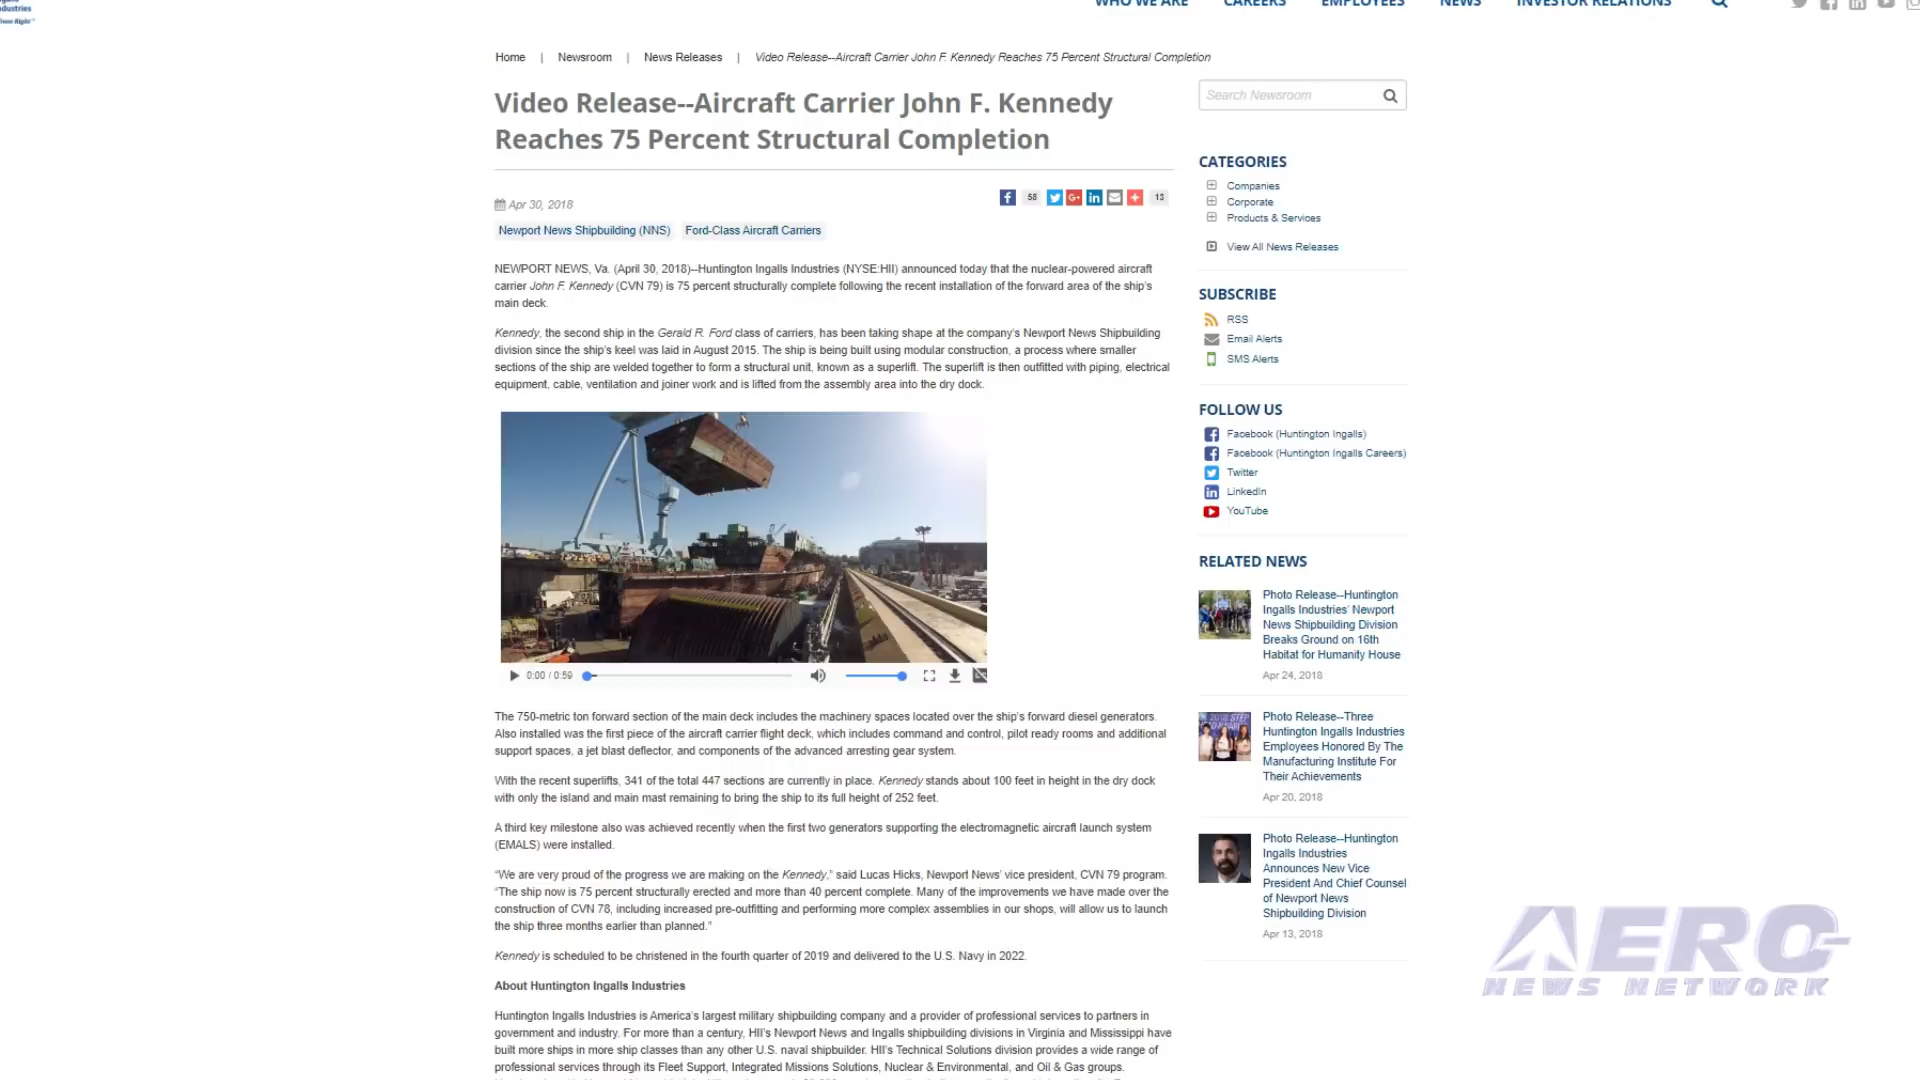 Industries
WHO WE ARE CAREERS EMPLOYEES NEWS INVESTOR RELATIONS
Home | Newsroom | News Releases | Video Release--Aircraft Carrier John F. Kennedy Reaches 75 Percent Structural Completion
Video Release--Aircraft Carrier John F. Kennedy
Reaches 75 Percent Structural Completion
Apr 30, 2018
58
13
Newport News Shipbuilding (NNS) Ford-Class Aircraft Carriers
NEWPORT NEWS, Va. (April 30, 2018)--Huntington Ingalls Industries (NYSE:HII) announced today that the nuclear-powered aircraft
carrier John F. Kennedy (CVN 79) is 75 percent structurally complete following the recent installation of the forward area of the ship's
main deck.
Kennedy, the second ship in the Gerald R. Ford class of carriers, has been taking shape at the company's Newport News Shipbuilding
division since the ship's keel was laid in August 2015. The ship is being built using modular construction, a process where smaller
sections of the ship are welded together to form a structural unit, known as a superlift. The superlift is then outfitted with piping, electrical
equipment, cable, ventilation and joiner work and is lifted from the assembly area into the dry dock.
0:00 / 0:59
The 750-metric ton forward section of the main deck includes the machinery spaces located over the ship's forward diesel generators.
Also installed was the first piece of the aircraft carrier flight deck, which includes command and control, pilot ready rooms and additional
support spaces, a jet blast deflector, and components of the advanced arresting gear system.
With the recent superlifts, 341 of the total 447 sections are currently in place. Kennedy stands about 100 feet in height in the dry dock
with only the island and main mast remaining to bring the ship to its full height of 252 feet.
A third key milestone also was achieved recently when the first two generators supporting the electromagnetic aircraft launch system
(EMALS) were installed.
“We are very proud of the progress we are making on the Kennedy,” said Lucas Hicks, Newport News' vice president, CVN 79 program.
“The ship now is 75 percent structurally erected and more than 40 percent complete. Many of the improvements we have made over the
construction of CVN 78, including increased pre-outfitting and performing more complex assemblies in our shops, will allow us to launch
the ship three months earlier than planned.”
Kennedy is scheduled to be christened in the fourth quarter of 2019 and delivered to the U.S. Navy in 2022.
About Huntington Ingalls Industries
Huntington Ingalls Industries is America's largest military shipbuilding company and a provider of professional services to partners in
government and industry. For more than a century, HII's Newport News and Ingalls shipbuilding divisions in Virginia and Mississippi have
built more ships in more ship classes than any other U.S. naval shipbuilder. HII's Technical Solutions division provides a wide range of
professional services through its Fleet Support, Integrated Missions Solutions, Nuclear & Environmental, and Oil & Gas groups.
Search Newsroom
CATEGORIES
Companies
Corporate
Products & Services
View All News Releases
SUBSCRIBE
RSS
Email Alerts
SMS Alerts
FOLLOW US
Facebook (Huntington Ingalls)
Facebook (Huntington Ingalls Careers)
Twitter
LinkedIn
YouTube
RELATED NEWS
Photo Release--Huntington
Ingalls Industries' Newport
News Shipbuilding Division
Breaks Ground on 16th
Habitat for Humanity House
Apr 24, 2018
Photo Release--Three
Huntington Ingalls Industries
Employees Honored By The
Manufacturing Institute For
Their Achievements
Apr 20, 2018
Photo Release--Huntington
Ingalls Industries
Announces New Vice
President And Chief Counsel
of Newport News
Shipbuilding Division
Apr 13, 2018
AERO
NEWS NETWORK